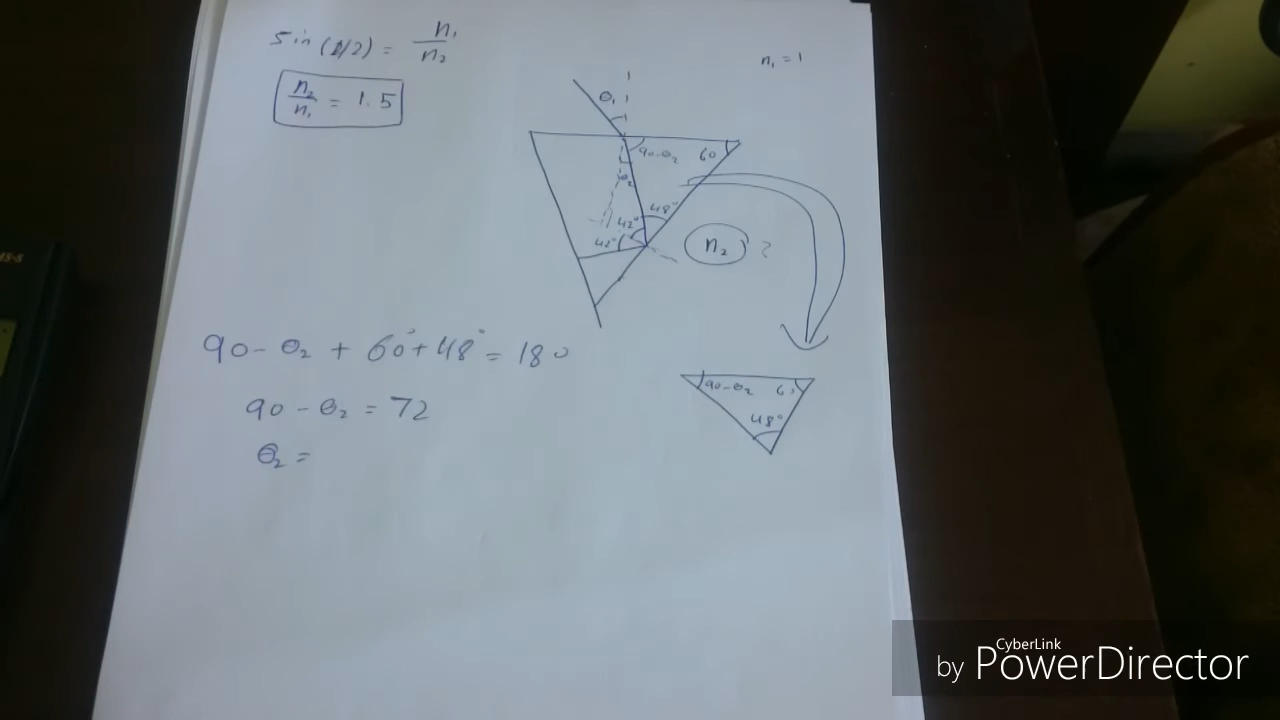 sin(42) = n₁/n₂
n₂/n₁ = 1.5
n₁ = 1
θ₁
90-θ₂ 60
θ₂
48°
42°
42°
n₂ ?
90 - θ₂ + 60° + 48° = 180
90 - θ₂ = 72
θ₂ =
90-θ₂ 60
48°
CyberLink
by PowerDirector